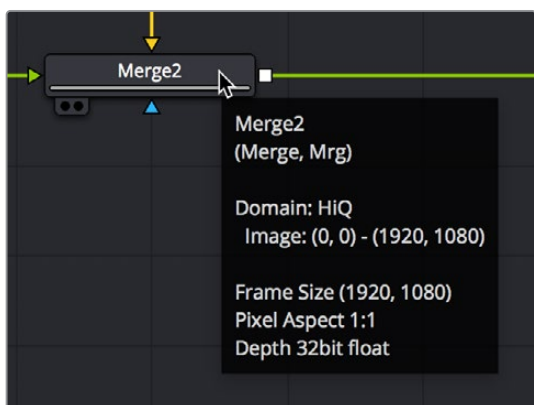 Merge2
Merge2
(Merge, Mrg)
Domain: HiQ
Image: (0, 0) - (1920, 1080)
Frame Size (1920, 1080)
Pixel Aspect 1:1
Depth 32bit float